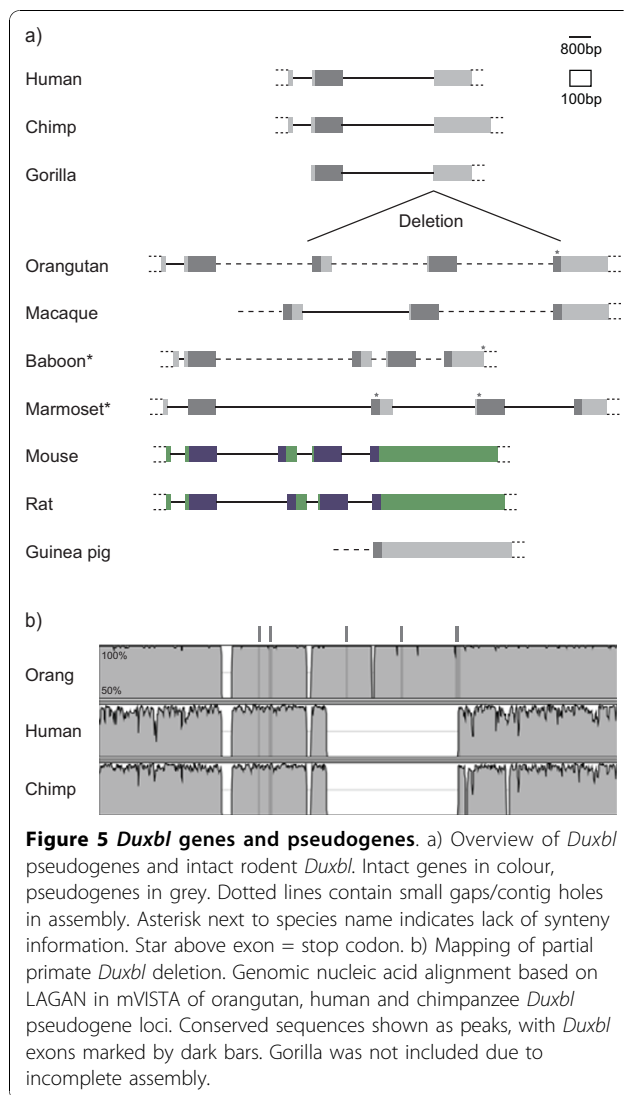 a)
800bp
100bp
Human
Chimp
Gorilla
Deletion
Orangutan
*
Macaque
Baboon*
*
Marmoset*
* *
Mouse
Rat
Guinea pig
b)
100%
50%
Orang
Human
Chimp
Figure 5 Duxbl genes and pseudogenes. a) Overview of Duxbl
pseudogenes and intact rodent Duxbl. Intact genes in colour,
pseudogenes in grey. Dotted lines contain small gaps/contig holes
in assembly. Asterisk next to species name indicates lack of synteny
information. Star above exon = stop codon. b) Mapping of partial
primate Duxbl deletion. Genomic nucleic acid alignment based on
LAGAN in mVISTA of orangutan, human and chimpanzee Duxbl
pseudogene loci. Conserved sequences shown as peaks, with Duxbl
exons marked by dark bars. Gorilla was not included due to
incomplete assembly.